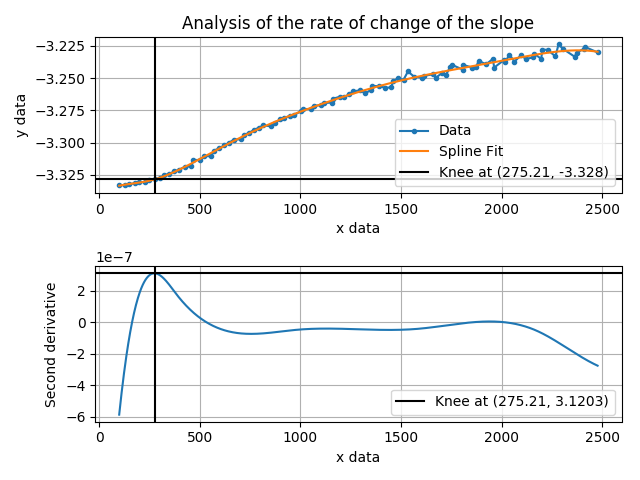 Analysis of the rate of change of the slope
−3.225
−3.250
−3.275
−3.300
−3.325
y data
Data
Spline Fit
Knee at (275.21, -3.328)
0 500 1000 1500 2000 2500
x data
1e−7
2
0
−2
−4
−6
Second derivative
Knee at (275.21, 3.1203)
0 500 1000 1500 2000 2500
x data